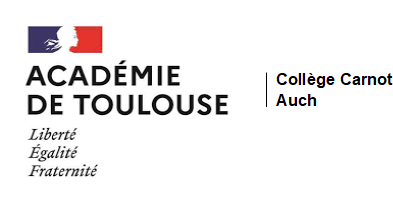 ACADÉMIE
DE TOULOUSE
Liberté
Égalité
Fraternité
Collège Carnot
Auch